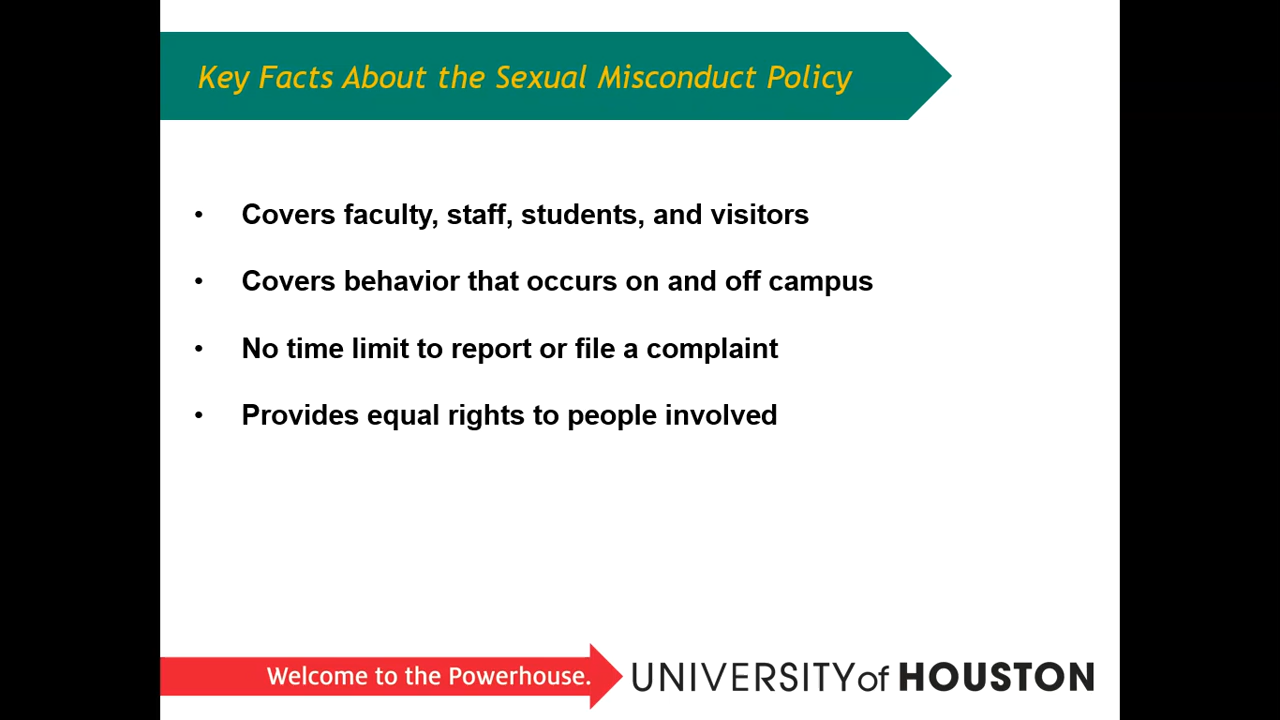 Key Facts About the Sexual Misconduct Policy
• Covers faculty, staff, students, and visitors
• Covers behavior that occurs on and off campus
• No time limit to report or file a complaint
• Provides equal rights to people involved
Welcome to the Powerhouse. UNIVERSITY of HOUSTON